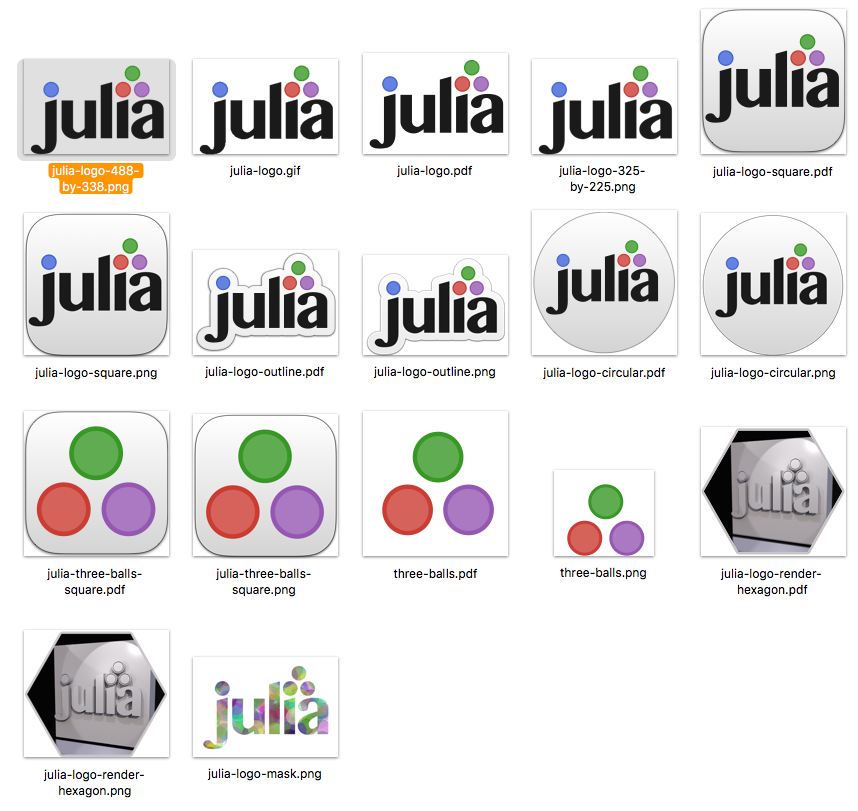 julia
julia
julia
julia
julia
julia-logo-488-
by-338.png
julia-logo.gif
julia-logo.pdf
julia-logo-325-
by-225.png
julia-logo-square.pdf
julia
julia
julia
julia
julia
julia-logo-square.png
julia-logo-outline.pdf
julia-logo-outline.png
julia-logo-circular.pdf
julia-logo-circular.png
julia
julia-three-balls-
square.pdf
julia-three-balls-
square.png
three-balls.pdf
three-balls.png
julia-logo-render-
hexagon.pdf
julia
julia
julia-logo-render-
hexagon.png
julia-logo-mask.png